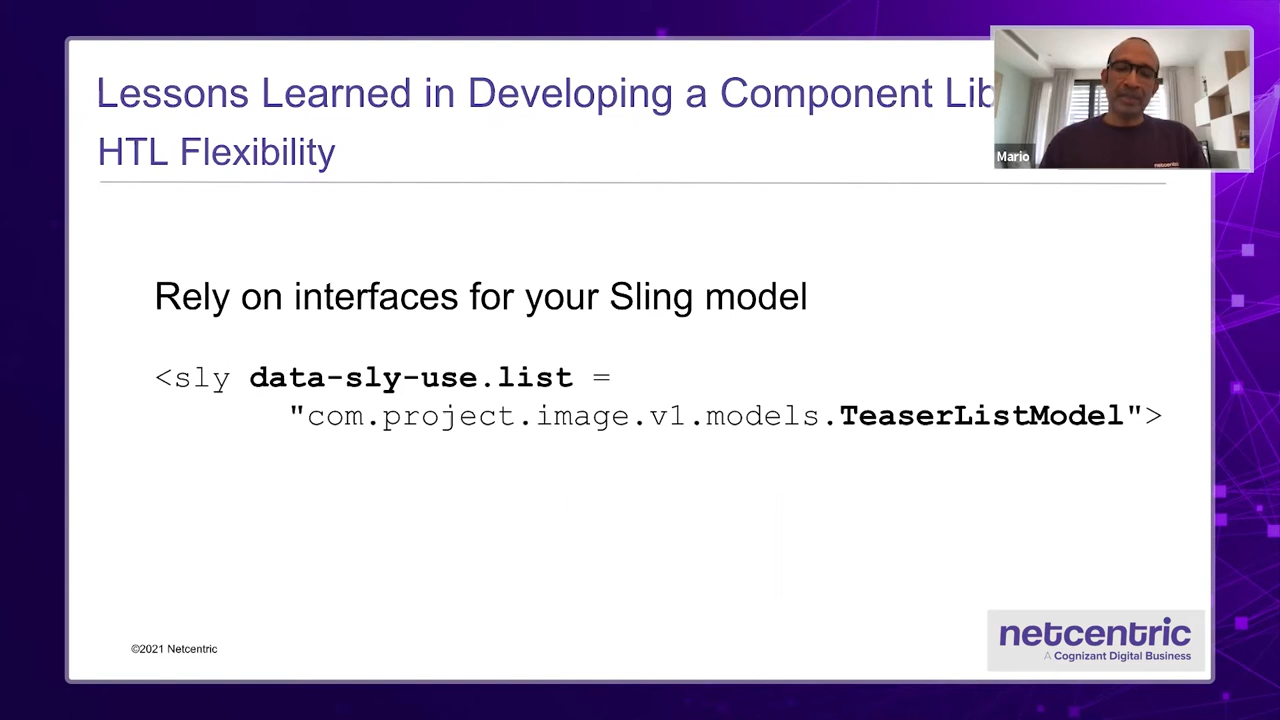 Lessons Learned in Developing a Component Lib
HTL Flexibility
Mario
netcentric
Rely on interfaces for your Sling model
<sly data-sly-use.list =
"com.project.image.v1.models.TeaserListModel">
©2021 Netcentric
netcentric
A Cognizant Digital Business